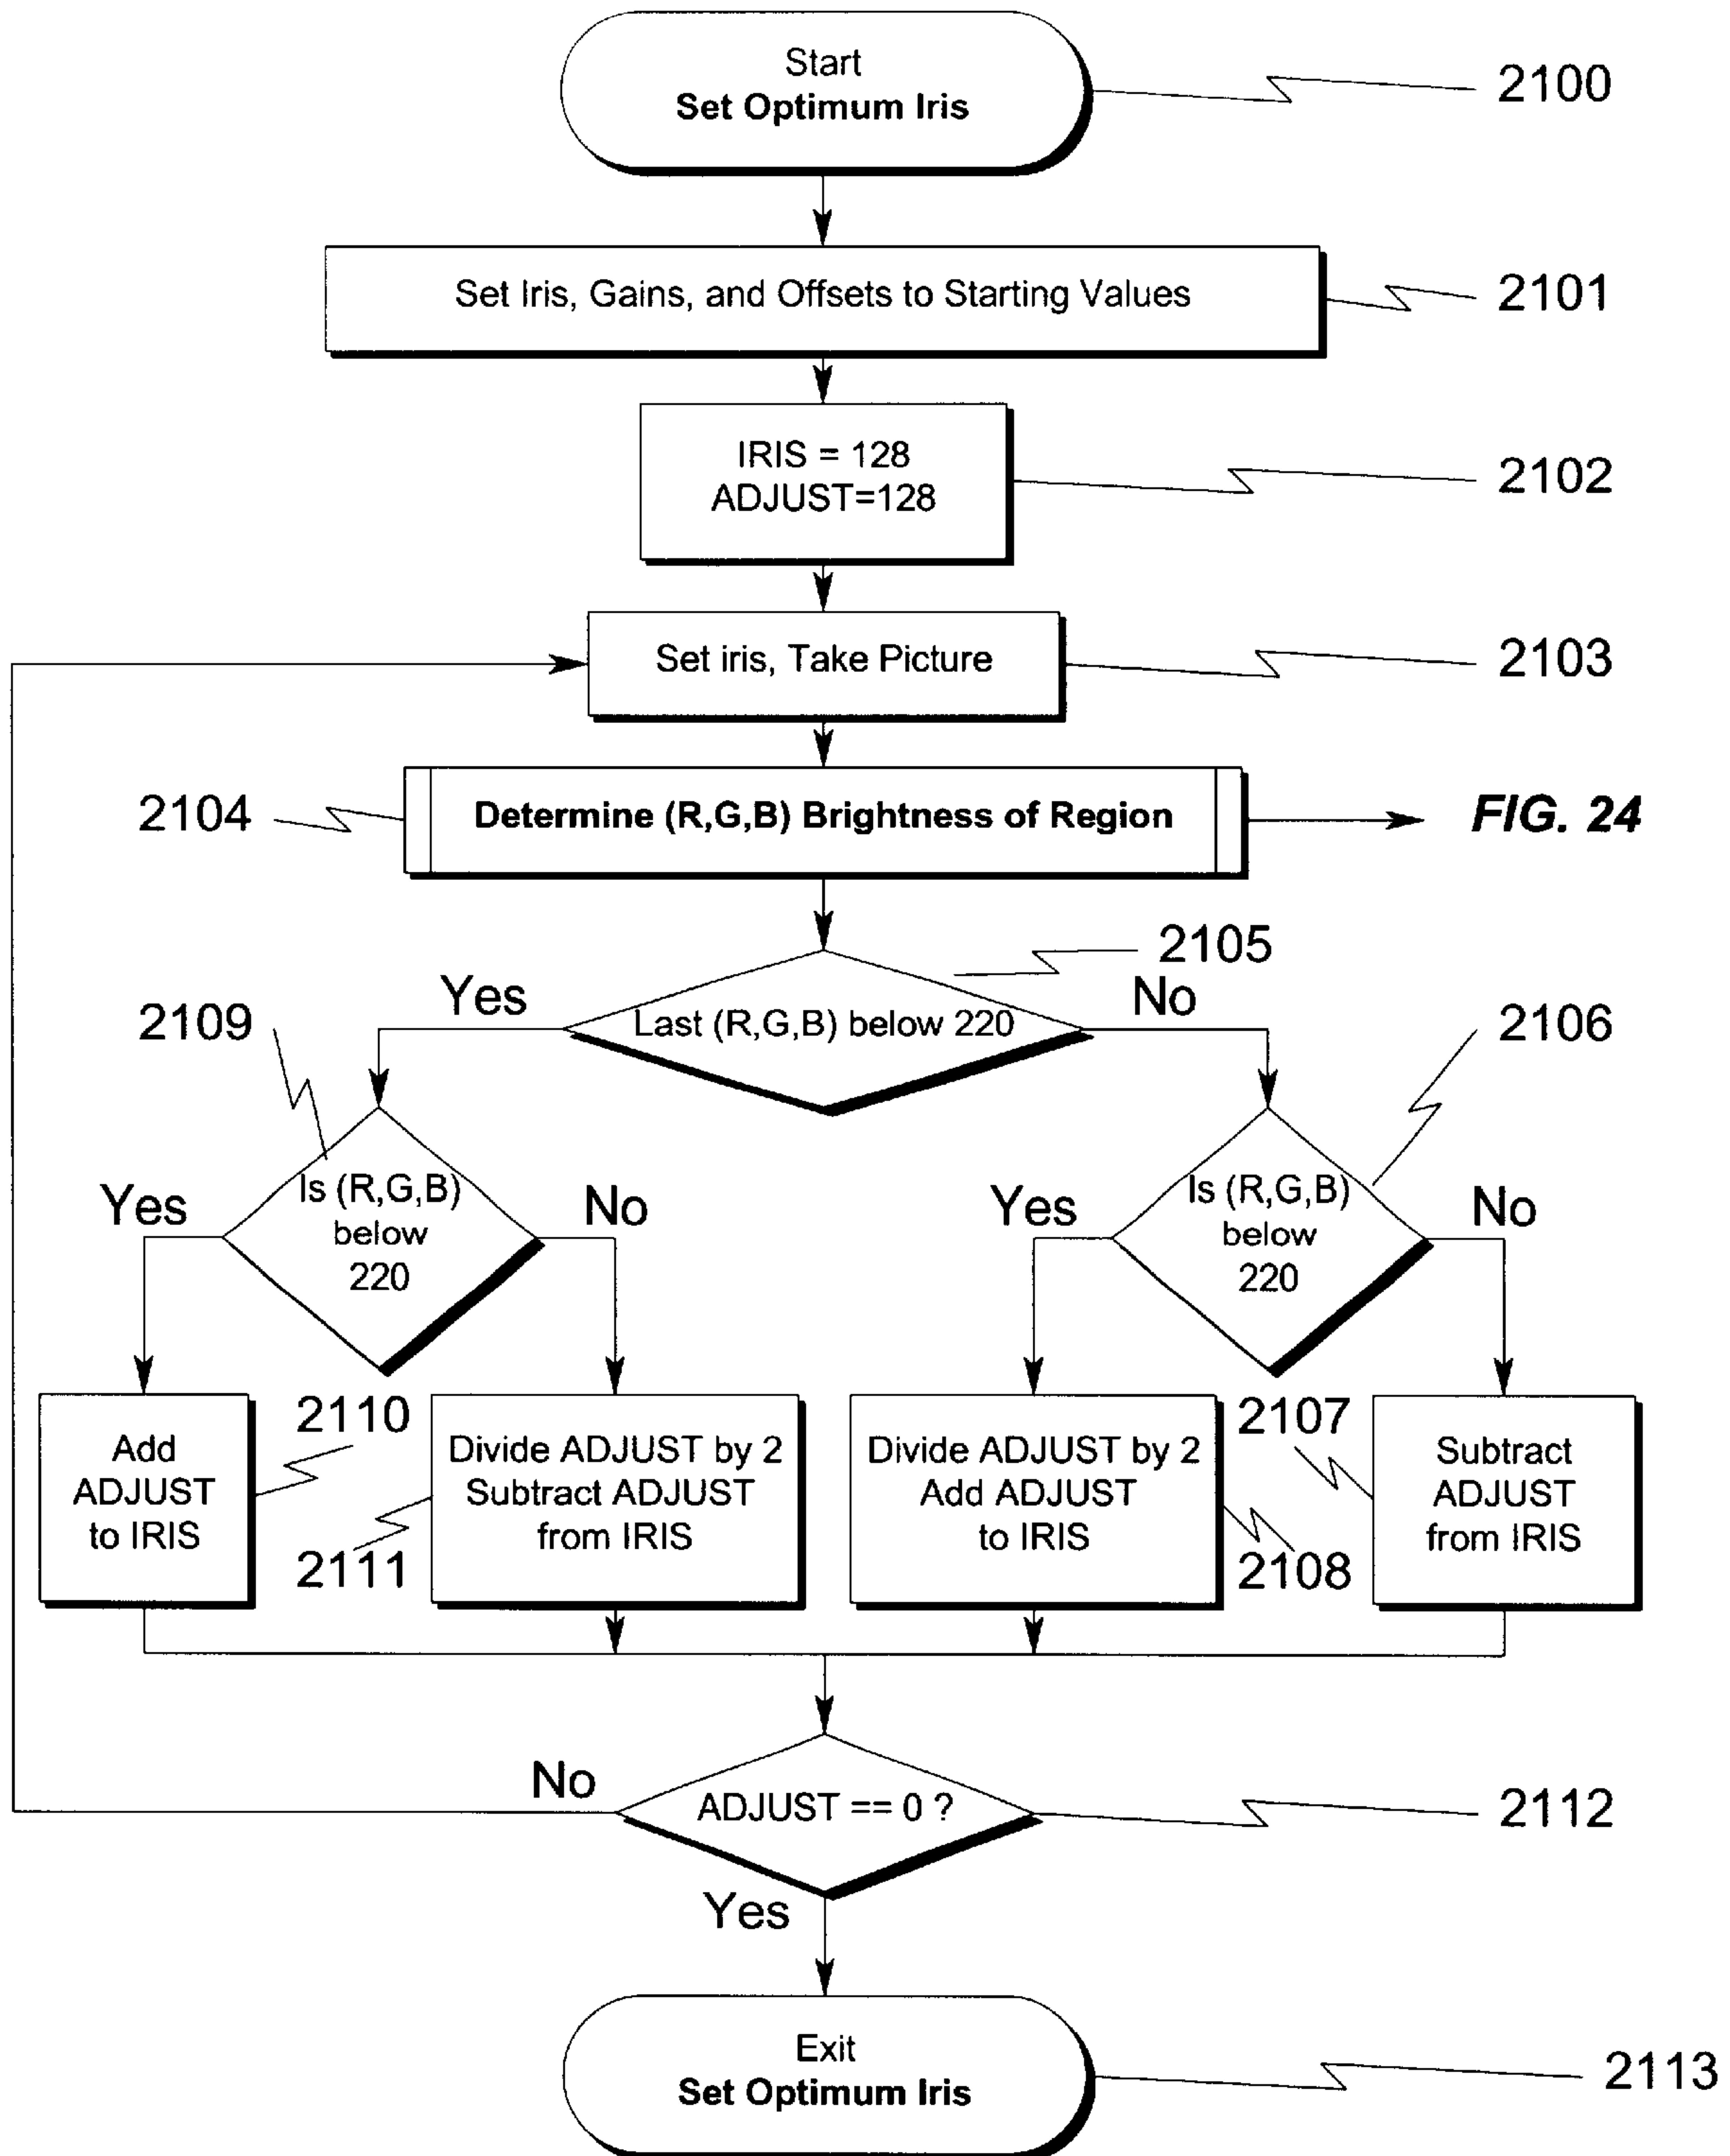 Start
Set Optimum Iris
2100
Set Iris, Gains, and Offsets to Starting Values
2101
IRIS = 128
ADJUST=128
2102
Set iris, Take Picture
2103
2104
Determine (R,G,B) Brightness of Region
FIG. 24
2105
Yes
Last (R,G,B) below 220
No
2109
2106
Yes
Is (R,G,B)
below
220
No
Yes
Is (R,G,B)
below
220
No
Add
ADJUST
to IRIS
2110
Divide ADJUST by 2
Subtract ADJUST
from IRIS
2111
Divide ADJUST by 2
Add ADJUST
to IRIS
2108
2107
Subtract
ADJUST
from IRIS
No
ADJUST == 0 ?
2112
Yes
Exit
Set Optimum Iris
2113